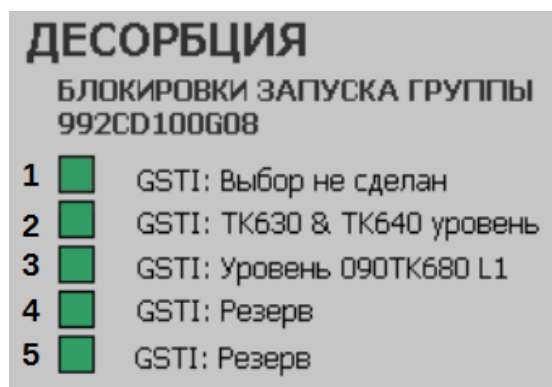 ДЕСОРБЦИЯ
БЛОКИРОВКИ ЗАПУСКА ГРУППЫ
992CD100G08
1 GSTI: Выбор не сделан
2 GSTI: TK630 & TK640 уровень
3 GSTI: Уровень 090TK680 L1
4 GSTI: Резерв
5 GSTI: Резерв